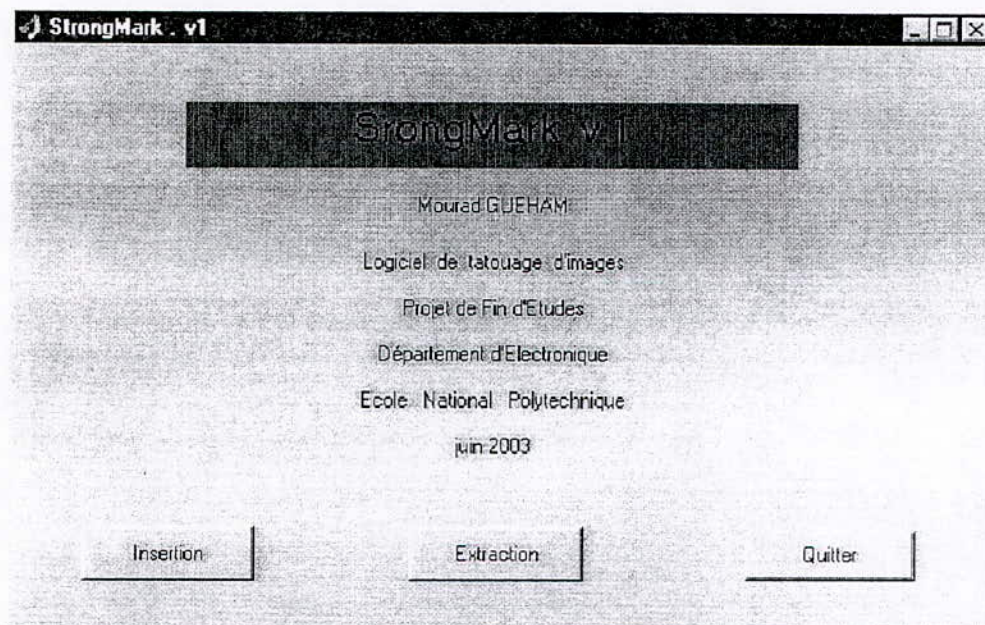 StrongMark . v1
SrongMark v.1
Mourad GUEHAM
Logiciel de tatouage d'images
Projet de Fin d'Etudes
Département d'Electronique
Ecole National Polytechnique
juin 2003
Insertion Extraction Quitter